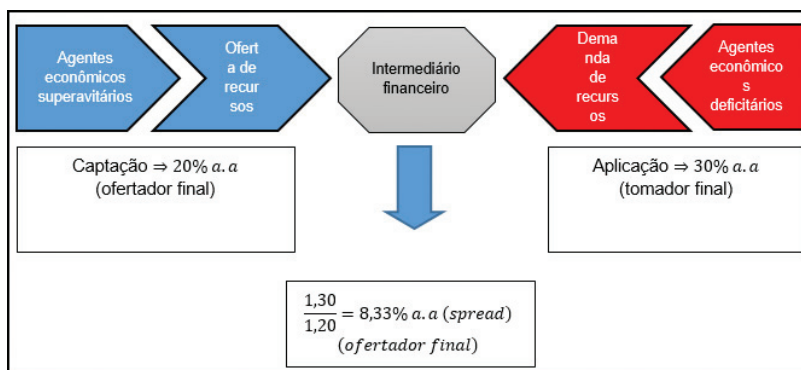 Agentes
econômicos
superavitários
Ofert
a de
recur
sos
Intermediário
financeiro
Dema
nda
de
recurs
os
Agentes
econômico
s
deficitários
Captação ⇒ 20% a.a
(ofertador final)
Aplicação ⇒ 30% a.a
(tomador final)
1,30
1,20
= 8,33% a.a (spread)
(ofertador final)